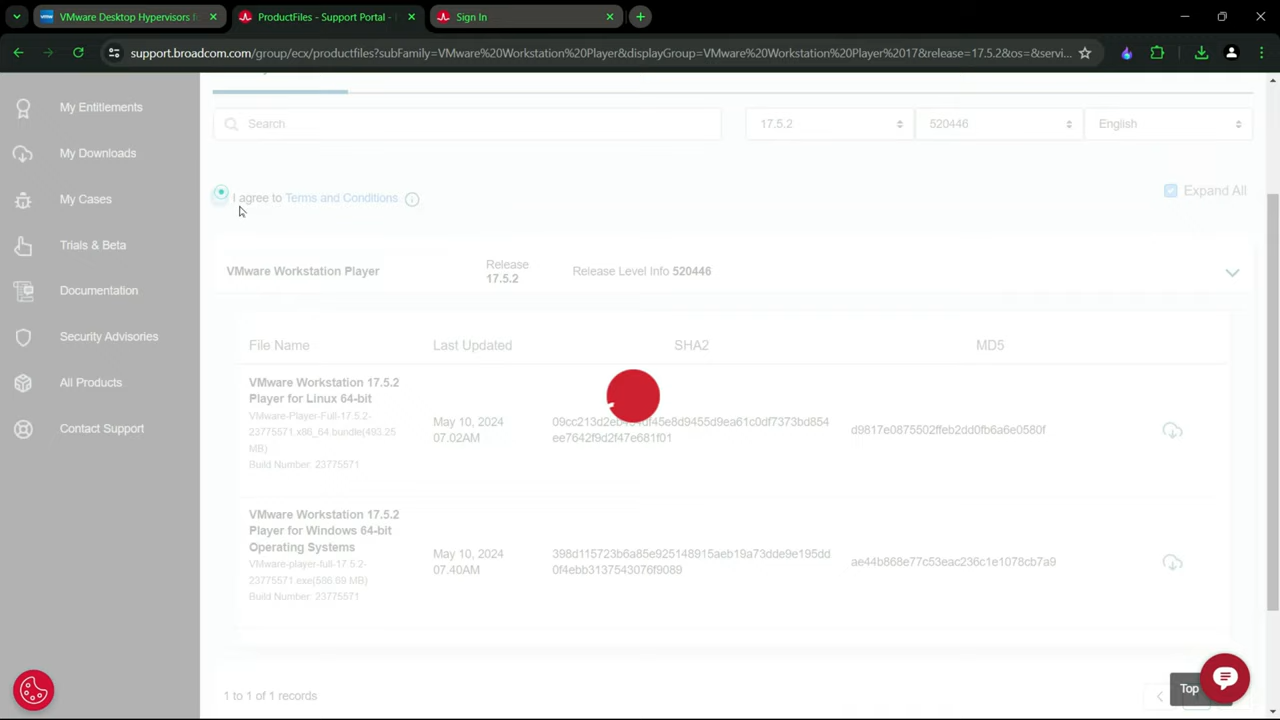 VMware Desktop Hypervisors f
ProductFiles - Support Portal -
Sign In
support.broadcom.com/group/ecx/productfiles?subFamily=VMware%20Workstation%20Player&displayGroup=VMware%20Workstation%20Player%2017&release=17.5.2&os=&servi...
My Entitlements
My Downloads
My Cases
Trials & Beta
Documentation
Security Advisories
All Products
Contact Support
Search
17.5.2
520446
English
I agree to Terms and Conditions.
Expand All
VMware Workstation Player
Release
17.5.2
Release Level Info 520446
File Name
Last Updated
SHA2
MD5
VMware Workstation 17.5.2
Player for Linux 64-bit
VMware-Player-Full-17.5.2-
23775571.x86_64.bundle(493.25
MB)
Build Number: 23775571
May 10, 2024
07.02AM
ee7642f9d2f47e681f01
d9817e0875502ffeb2dd0fb6a6e0580f
VMware Workstation 17.5.2
Player for Windows 64-bit
Operating Systems
VMware-player-full-17.5.2-
23775571.exe(586.69 MB)
Build Number: 23775571
May 10, 2024
07.40AM
398d115723b6a85e925148915aeb19a73dde9e195dd
0f4ebb3137543076f9089
ae44b868e77c53eac236c1e1078cb7a9
1 to 1 of 1 records
Top